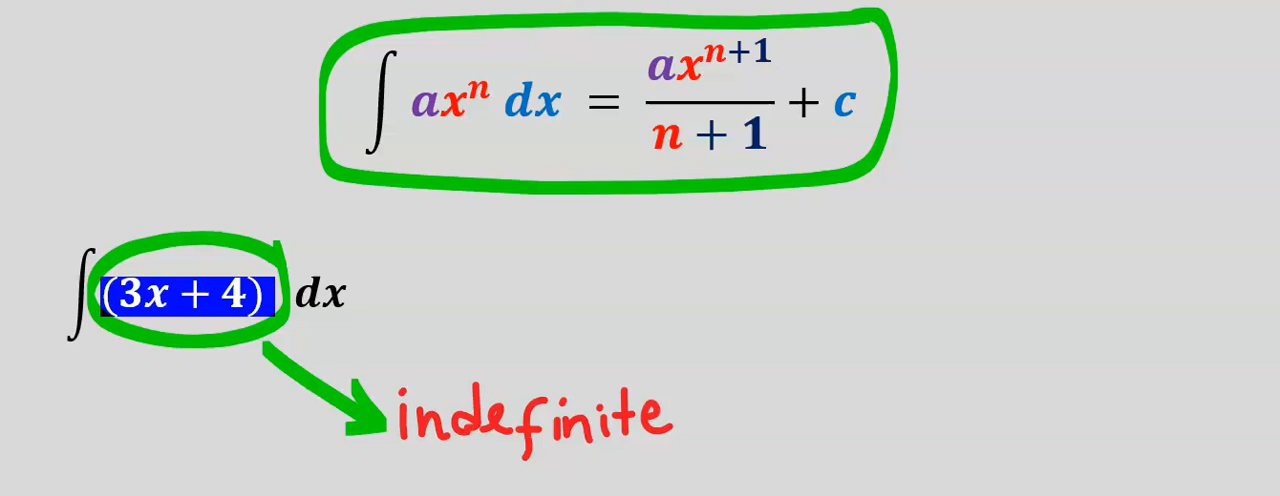 ∫ axⁿ dx = axⁿ⁺¹ / n + 1 + c
∫ (3x + 4) dx
indefinite